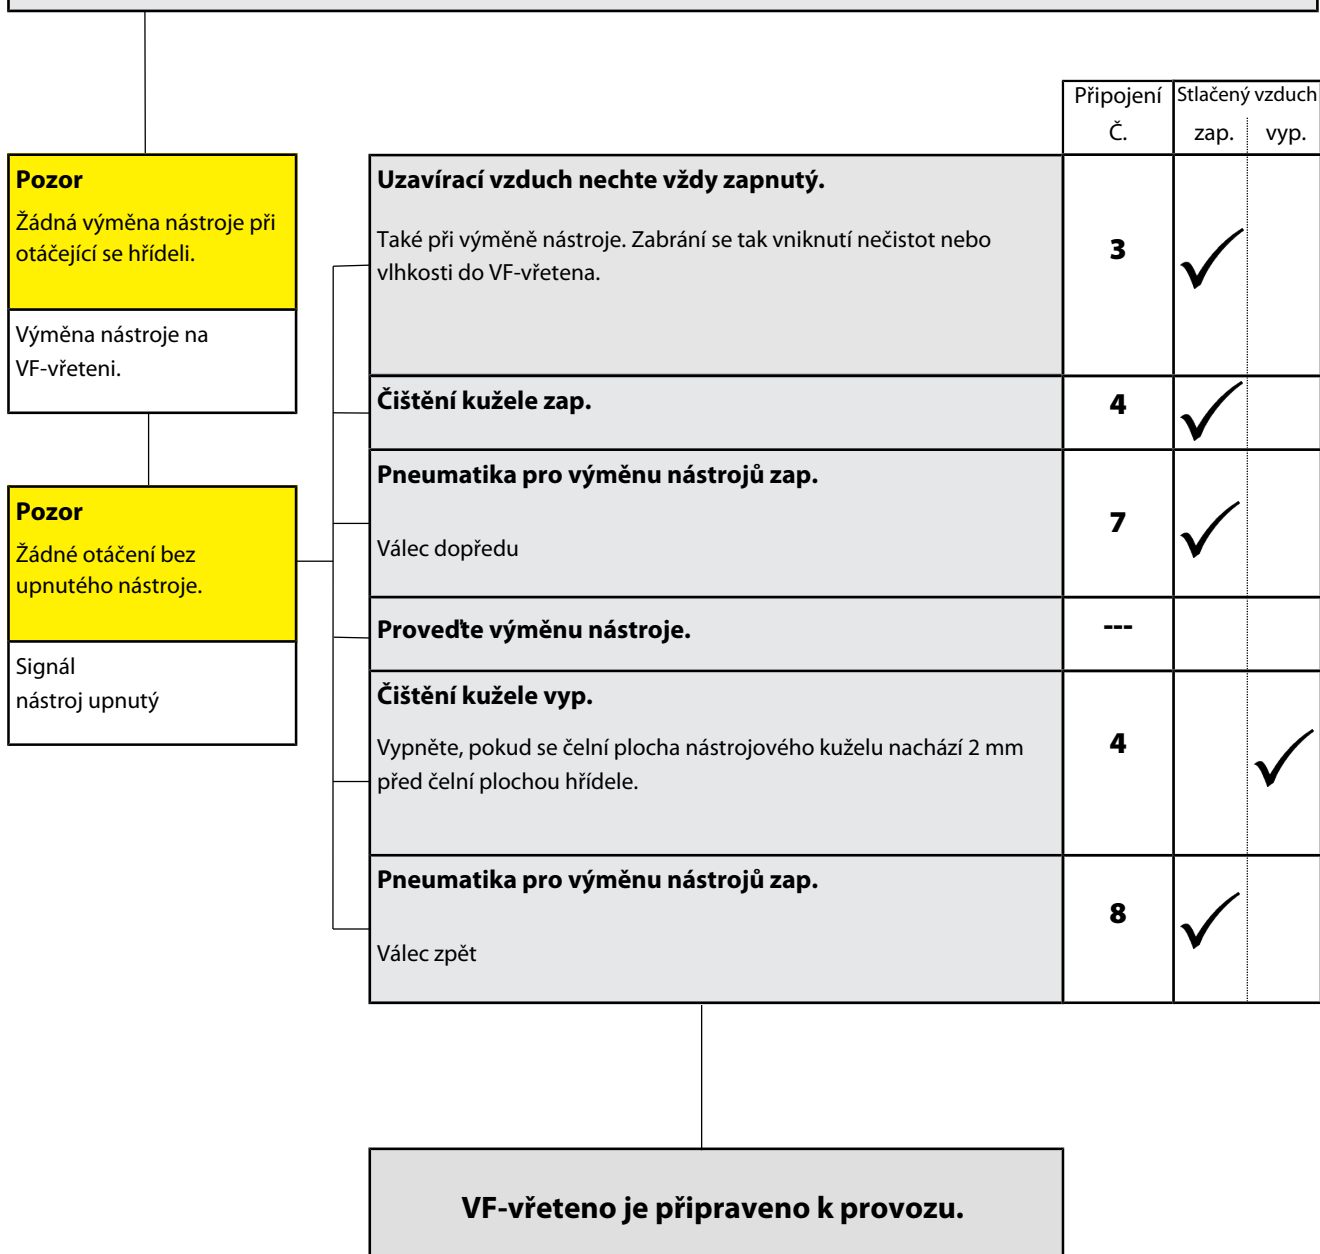 Připojení
Č.
Stlačený vzduch
zap.
vyp.
Pozor
Žádná výměna nástroje při
otáčející se hřídeli.
Výměna nástroje na
VF-vřeteni.
Pozor
Žádné otáčení bez
upnutého nástroje.
Signál
nástroj upnutý
Uzavírací vzduch nechte vždy zapnutý.
Také při výměně nástroje. Zabrání se tak vniknutí nečistot nebo
vlhkosti do VF-vřetena.
3
Čištění kužele zap.
4
Pneumatika pro výměnu nástrojů zap.
Válec dopředu
7
Proveďte výměnu nástroje.
---
Čištění kužele vyp.
Vypněte, pokud se čelní plocha nástrojového kuželu nachází 2 mm
před čelní plochou hřídele.
4
Pneumatika pro výměnu nástrojů zap.
Válec zpět
8
VF-vřeteno je připraveno k provozu.